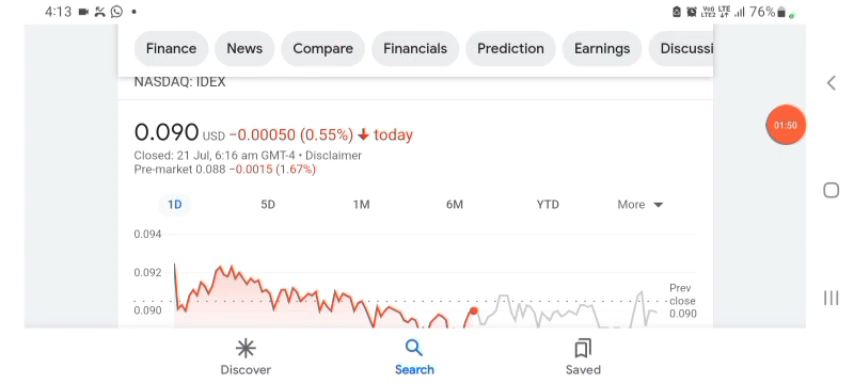 4:13 76%
Vo)) LTE
LTE2
Finance News Compare Financials Prediction Earnings Discussi
NASDAQ: IDEX
01:50
0.090 USD −0.00050 (0.55%) today
Closed: 21 Jul, 6:16 am GMT-4 • Disclaimer
Pre-market 0.088 −0.0015 (1.67%)
1D 5D 1M 6M YTD More
0.094
0.092
Prev
close
0.090 0.090
Discover Search Saved